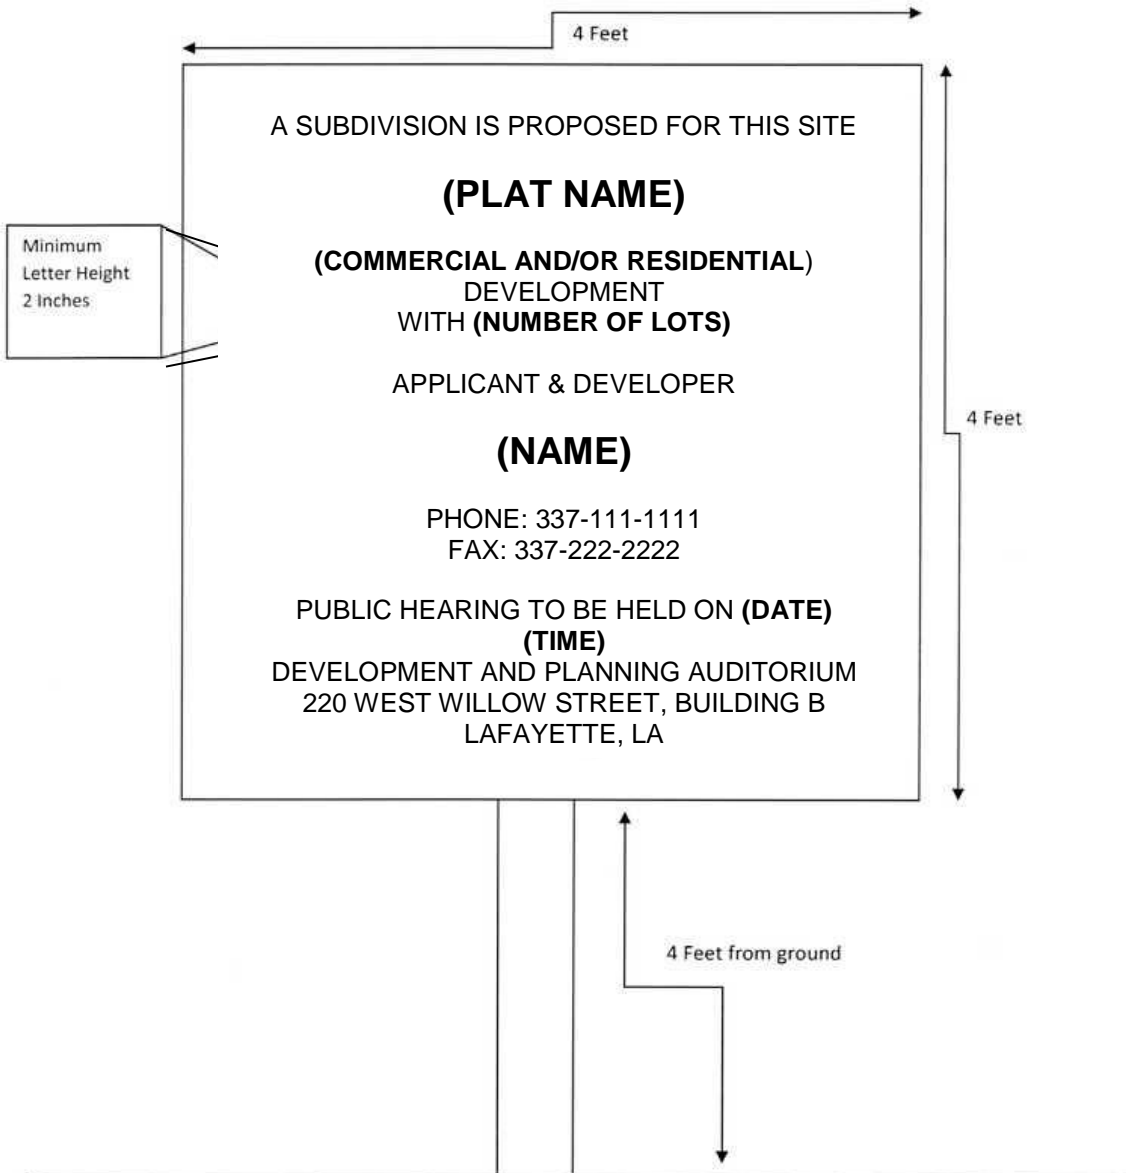 4 Feet
A SUBDIVISION IS PROPOSED FOR THIS SITE
(PLAT NAME)
Minimum
Letter Height
2 Inches
(COMMERCIAL AND/OR RESIDENTIAL)
DEVELOPMENT
WITH (NUMBER OF LOTS)
APPLICANT & DEVELOPER
4 Feet
(NAME)
PHONE: 337-111-1111
FAX: 337-222-2222
PUBLIC HEARING TO BE HELD ON (DATE)
(TIME)
DEVELOPMENT AND PLANNING AUDITORIUM
220 WEST WILLOW STREET, BUILDING B
LAFAYETTE, LA
4 Feet from ground